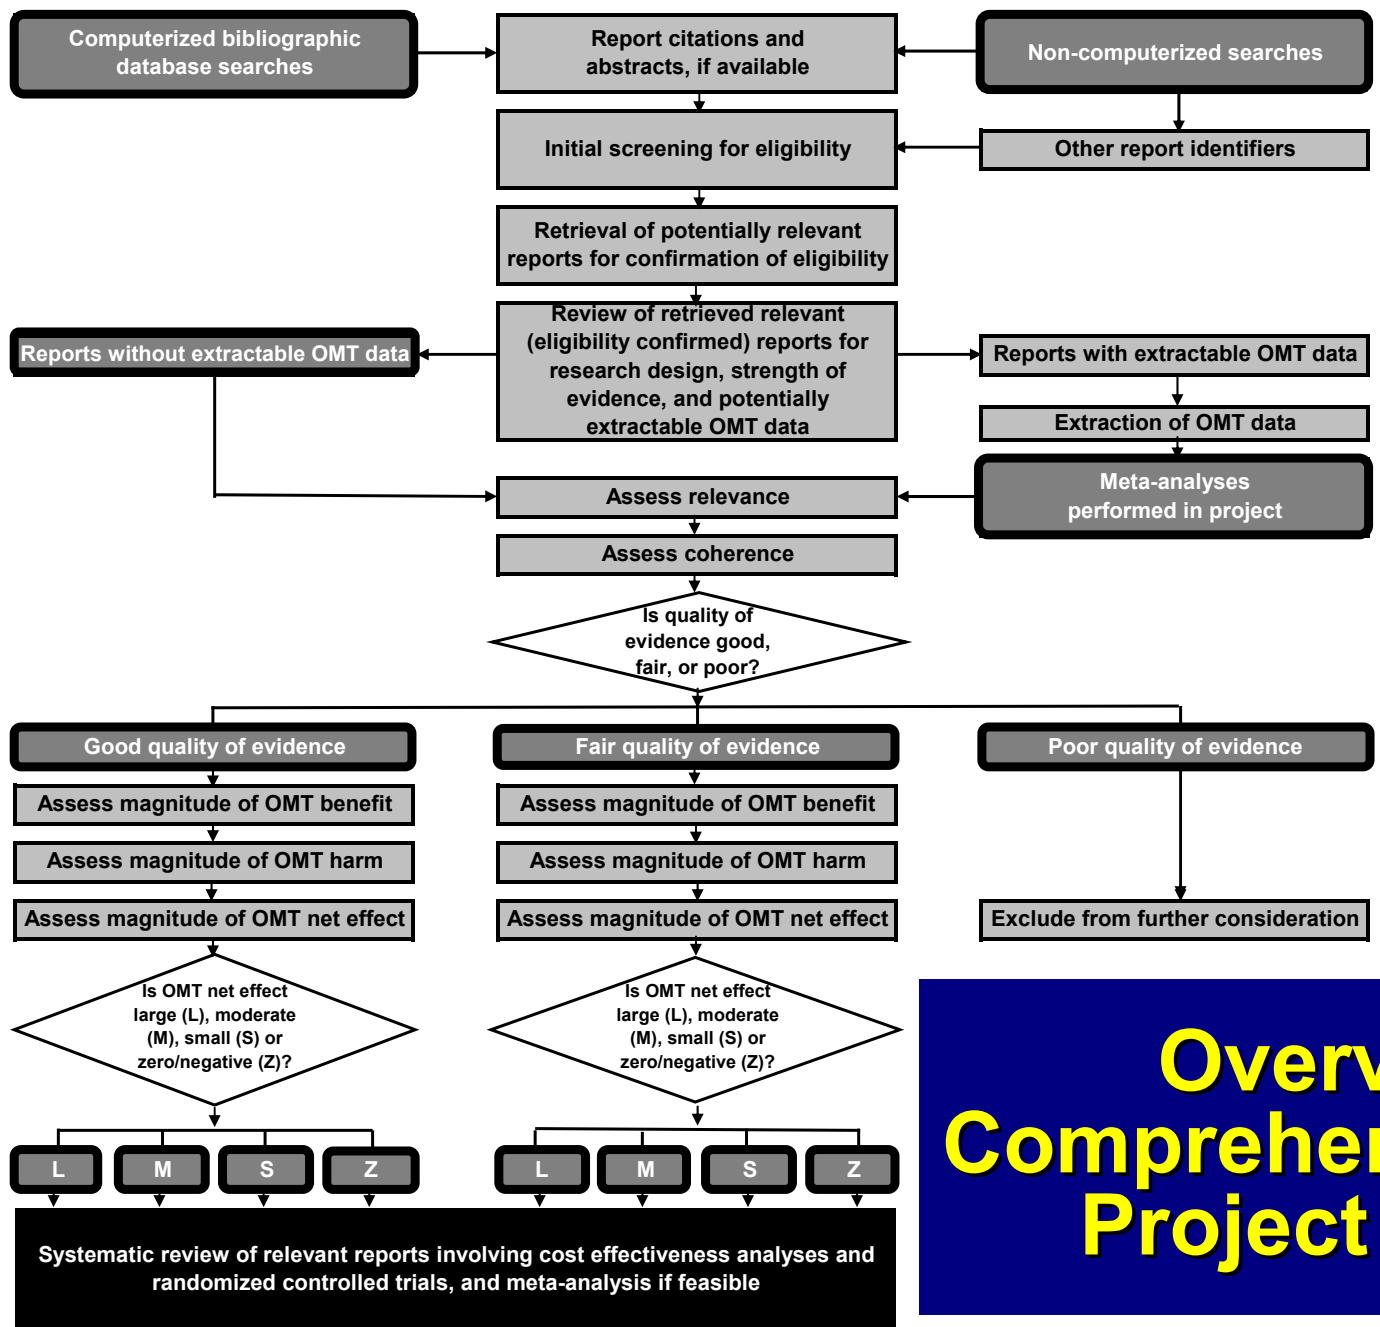 Computerized bibliographic
database searches
Report citations and
abstracts, if available
Non-computerized searches
Initial screening for eligibility
Other report identifiers
Retrieval of potentially relevant
reports for confirmation of eligibility
Reports without extractable OMT data
Review of retrieved relevant
(eligibility confirmed) reports for
research design, strength of
evidence, and potentially
extractable OMT data
Reports with extractable OMT data
Extraction of OMT data
Meta-analyses
performed in project
Assess relevance
Assess coherence
Is quality of
evidence good,
fair, or poor?
Good quality of evidence
Fair quality of evidence
Poor quality of evidence
Assess magnitude of OMT benefit
Assess magnitude of OMT benefit
Assess magnitude of OMT harm
Assess magnitude of OMT harm
Assess magnitude of OMT net effect
Assess magnitude of OMT net effect
Exclude from further consideration
Is OMT net effect
large (L), moderate
(M), small (S) or
zero/negative (Z)?
Is OMT net effect
large (L), moderate
(M), small (S) or
zero/negative (Z)?
L
M
S
Z
L
M
S
Z
Systematic review of relevant reports involving cost effectiveness analyses and
randomized controlled trials, and meta-analysis if feasible
Project